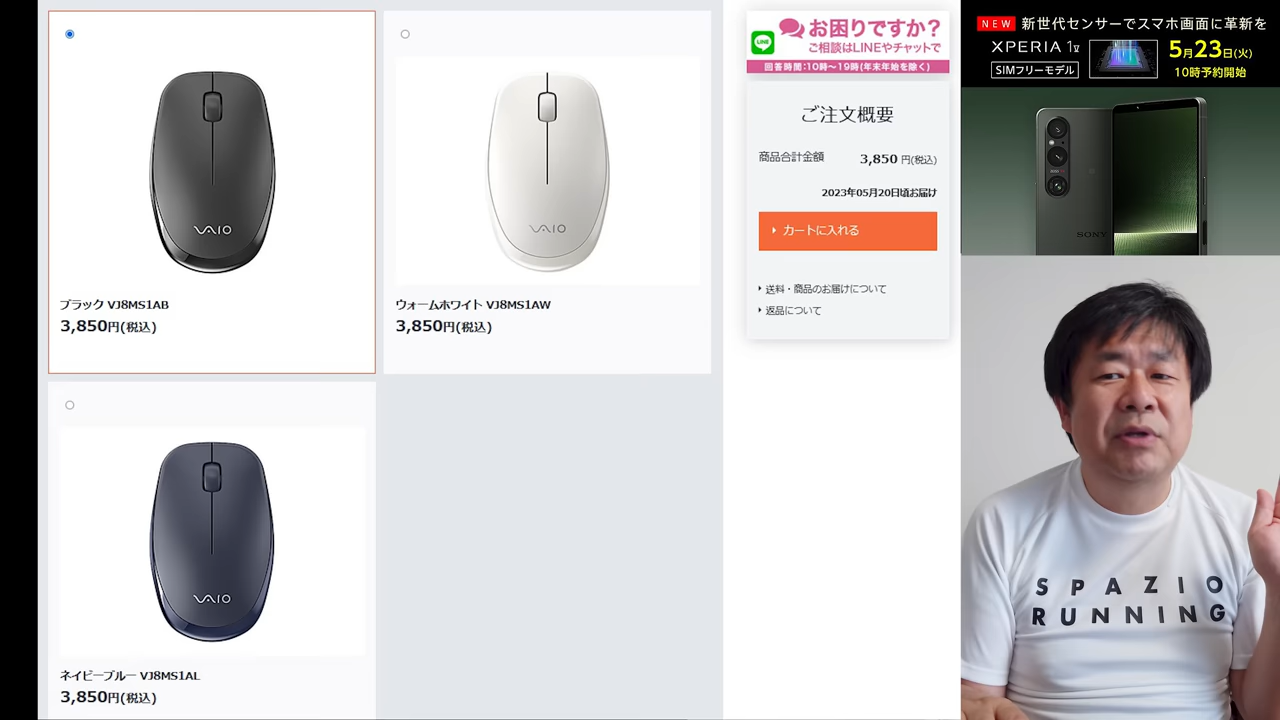 VAIO
ブラック VJ8MS1AB
3,850円(税込)
VAIO
ウォームホワイト VJ8MS1AW
3,850円(税込)
VAIO
ネイビーブルー VJ8MS1AL
3,850円(税込)
LINE
お困りですか？
ご相談はLINEやチャットで
回答時間：10時～19時(年末年始を除く)
ご注文概要
商品合計金額 3,850 円(税込)
2023年05月20日頃お届け
カートに入れる
送料・商品のお届けについて
返品について
NEW 新世代センサーでスマホ画面に革新を
XPERIA 1 V
SIMフリーモデル
5月23日(火)
10時予約開始
SONY
SPAZIO
RUNNING